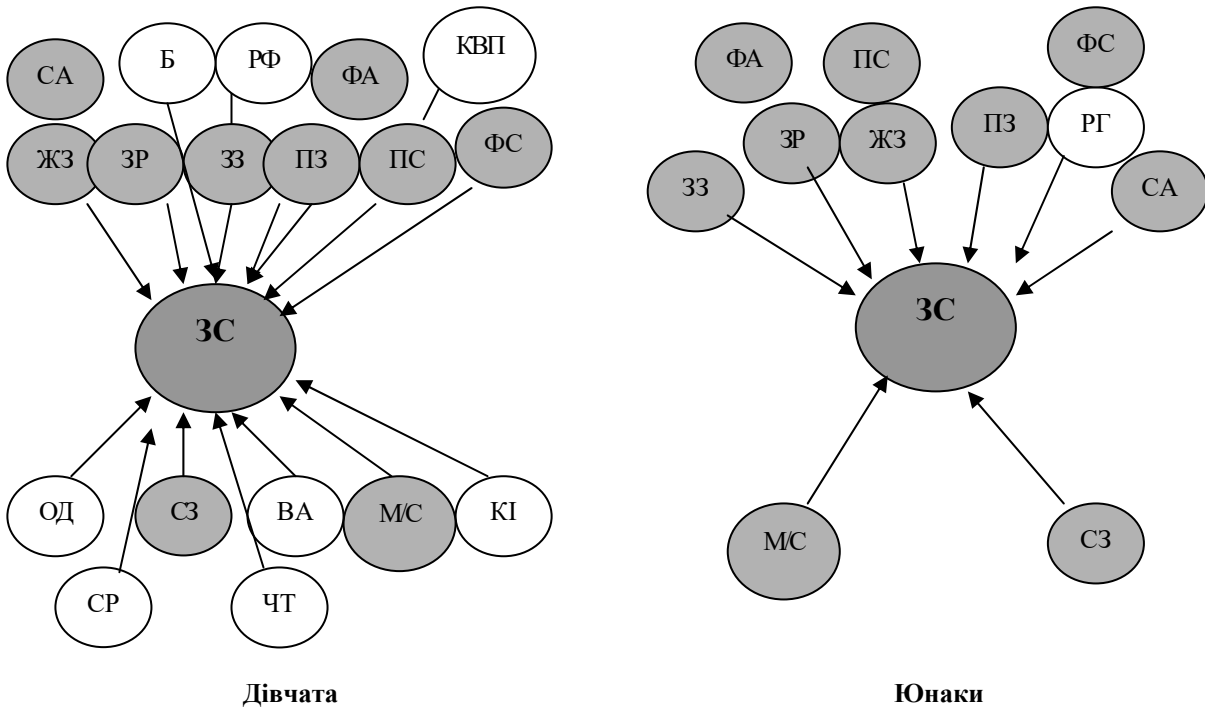 СА
Б
РФ
ФА
КВП
ЖЗ
ЗР
ЗЗ
ПЗ
ПС
ФС
ЗС
ОД
СЗ
ВА
М/С
КІ
СР
ЧТ
Дівчата
ФА
ПС
ФС
ЗР
ЖЗ
ПЗ
РГ
ЗЗ
СА
ЗС
М/С
СЗ
Юнаки